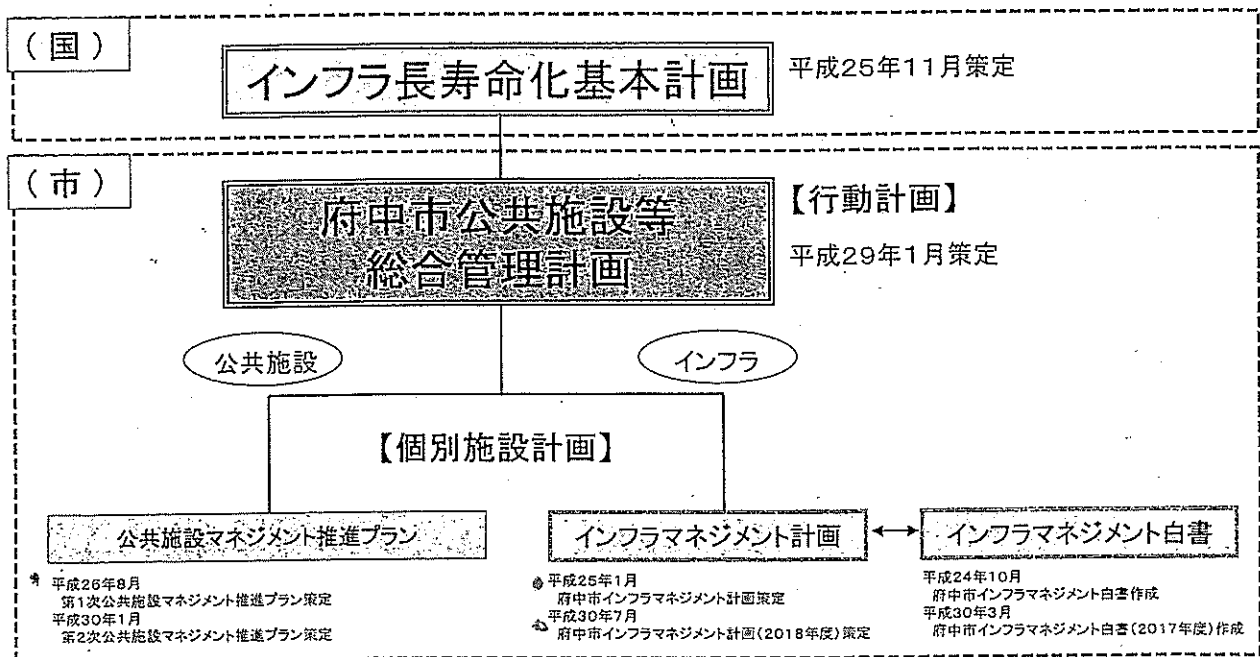 （国）
インフラ長寿命化基本計画
平成25年11月策定
（市）
府中市公共施設等
総合管理計画
【行動計画】
平成29年1月策定
公共施設
インフラ
【個別施設計画】
公共施設マネジメント推進プラン
平成26年8月
第1次公共施設マネジメント推進プラン策定
平成30年1月
第2次公共施設マネジメント推進プラン策定
インフラマネジメント計画
平成25年1月
府中市インフラマネジメント計画策定
平成30年7月
府中市インフラマネジメント計画（2018年度）策定
インフラマネジメント白書
平成24年10月
府中市インフラマネジメント白書作成
平成30年3月
府中市インフラマネジメント白書（2017年度）作成